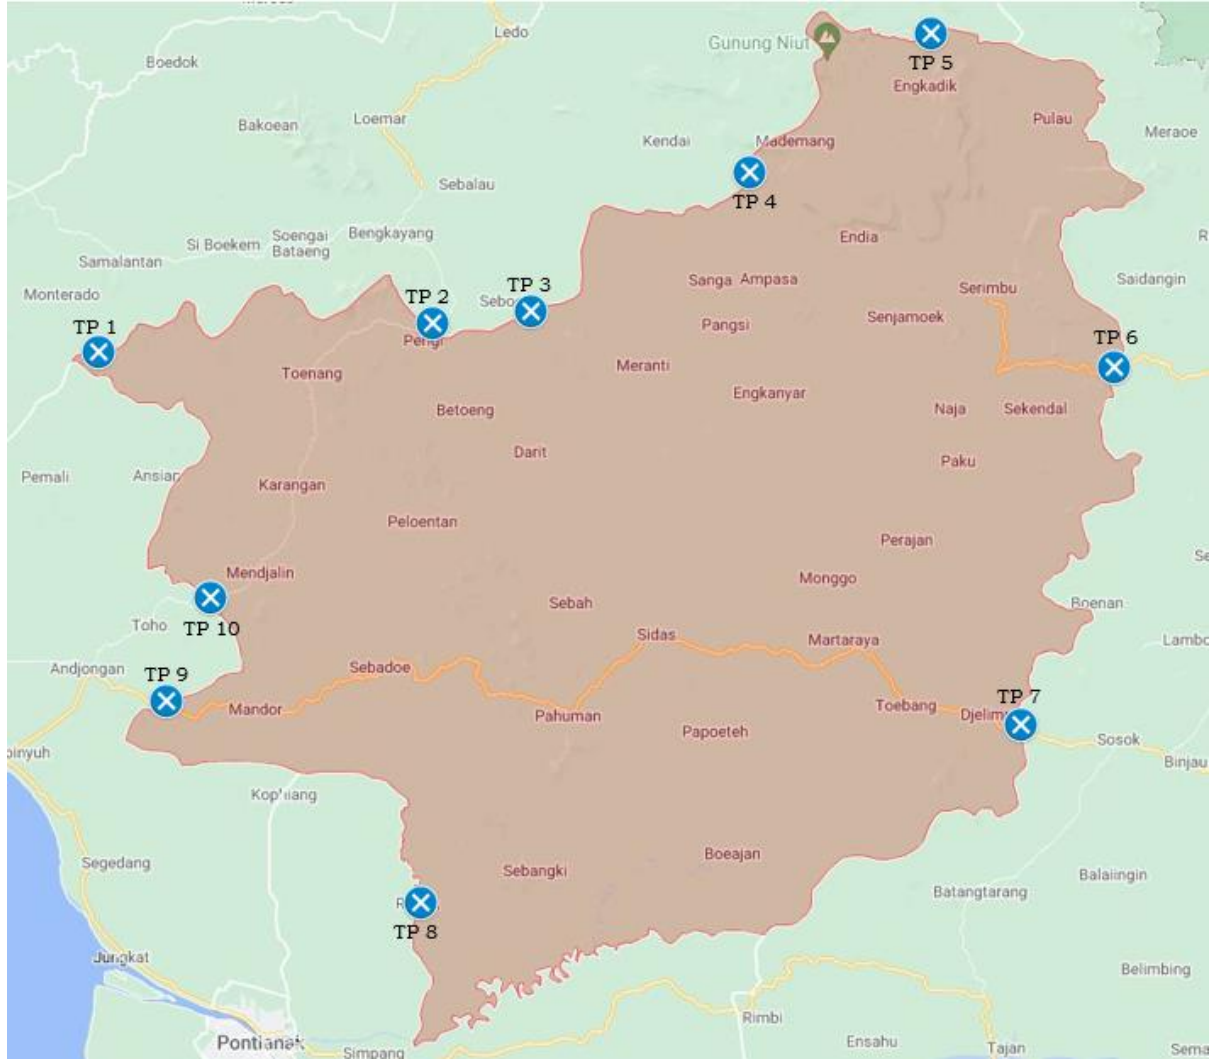 Ledo
Gunung Niut
TP 5
Boedok
Engkadik
Loemar
Pulau
Bakoean
Kendai
Mademang
Meraoe
Sebalau
TP 4
Si Boekem
Soengai
Bataeng
Bengkayang
Endia
Samalantan
Sanga
Ampasa
Saidangin
Monterado
TP 3
Serimbu
TP 2
TP 1
Pangsi
Senjamoek
TP 6
Toenang
Meranti
Engkanyar
Betoeng
Naja
Sekendal
Darit
Paku
Pemali
Karangan
Peloentan
Perajan
Mendjalin
Monggo
Sebah
Boenan
Toho
TP 10
Sidas
Martaraya
Andjongan
Sebadoe
TP 9
Mandor
Pahuman
Toebang
TP 7
Papoeteh
Sosok
Binjau
Segedang
Boeajan
Sebangki
Balaiingin
Batangtarang
TP 8
Jungkat
Belimbing
Rimbi
Pontianak
Simpang
Ensahu
Tajan